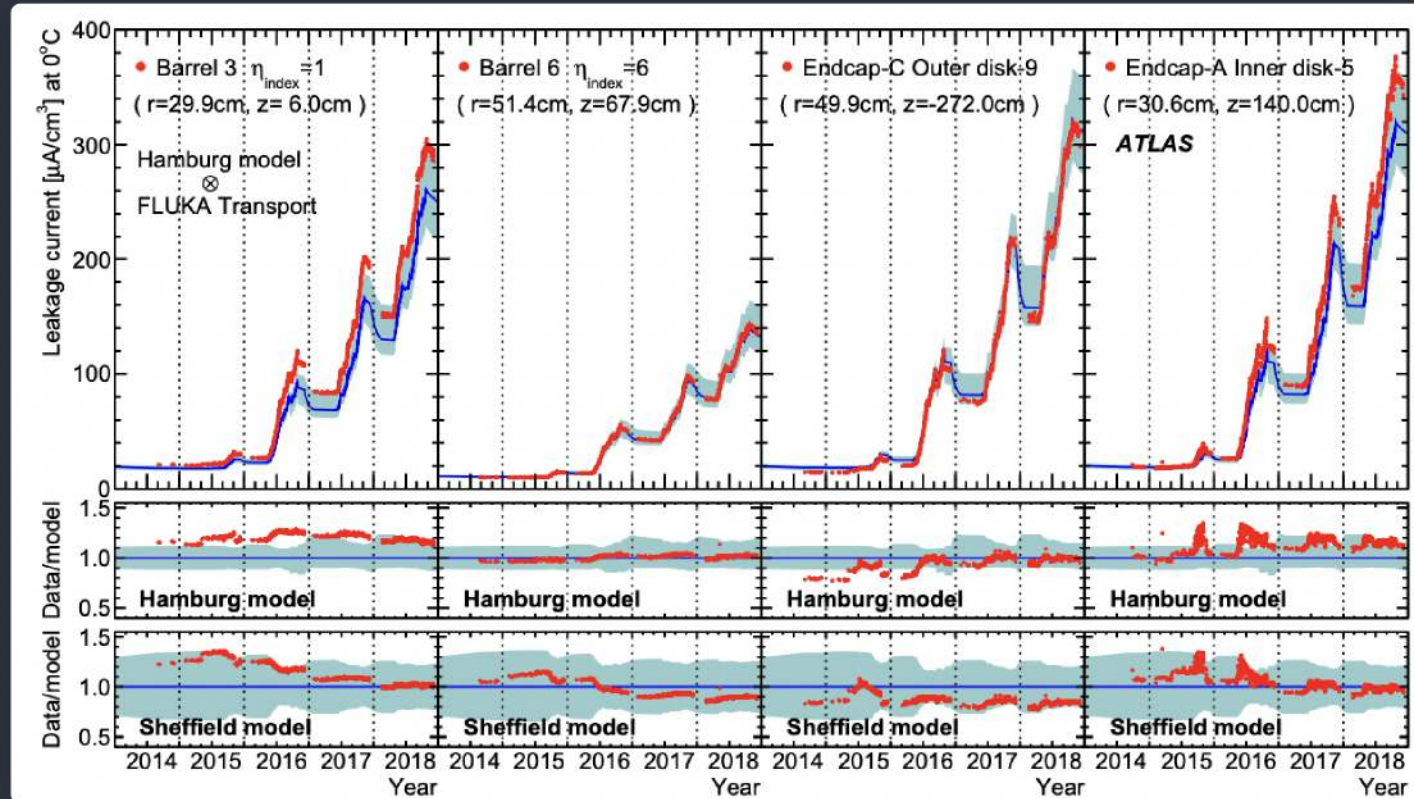 Leakage current [μA/cm³] at 0°C
400
300
200
100
0
Barrel 3 η_index=1
( r=29.9cm, z= 6.0cm )
Hamburg model
⊗
FLUKA Transport
Barrel 6 η_index=6
( r=51.4cm, z=67.9cm )
Endcap-C Outer disk-9
( r=49.9cm, z=-272.0cm )
Endcap-A Inner disk-5
( r=30.6cm, z=140.0cm )
ATLAS
Data/model
1.5
1.0
0.5
Hamburg model
Hamburg model
Hamburg model
Hamburg model
Data/model
1.5
1.0
0.5
Sheffield model
Sheffield model
Sheffield model
Sheffield model
2014 2015 2016 2017 2018
2014 2015 2016 2017 2018
2014 2015 2016 2017 2018
2014 2015 2016 2017 2018
Year
Year
Year
Year